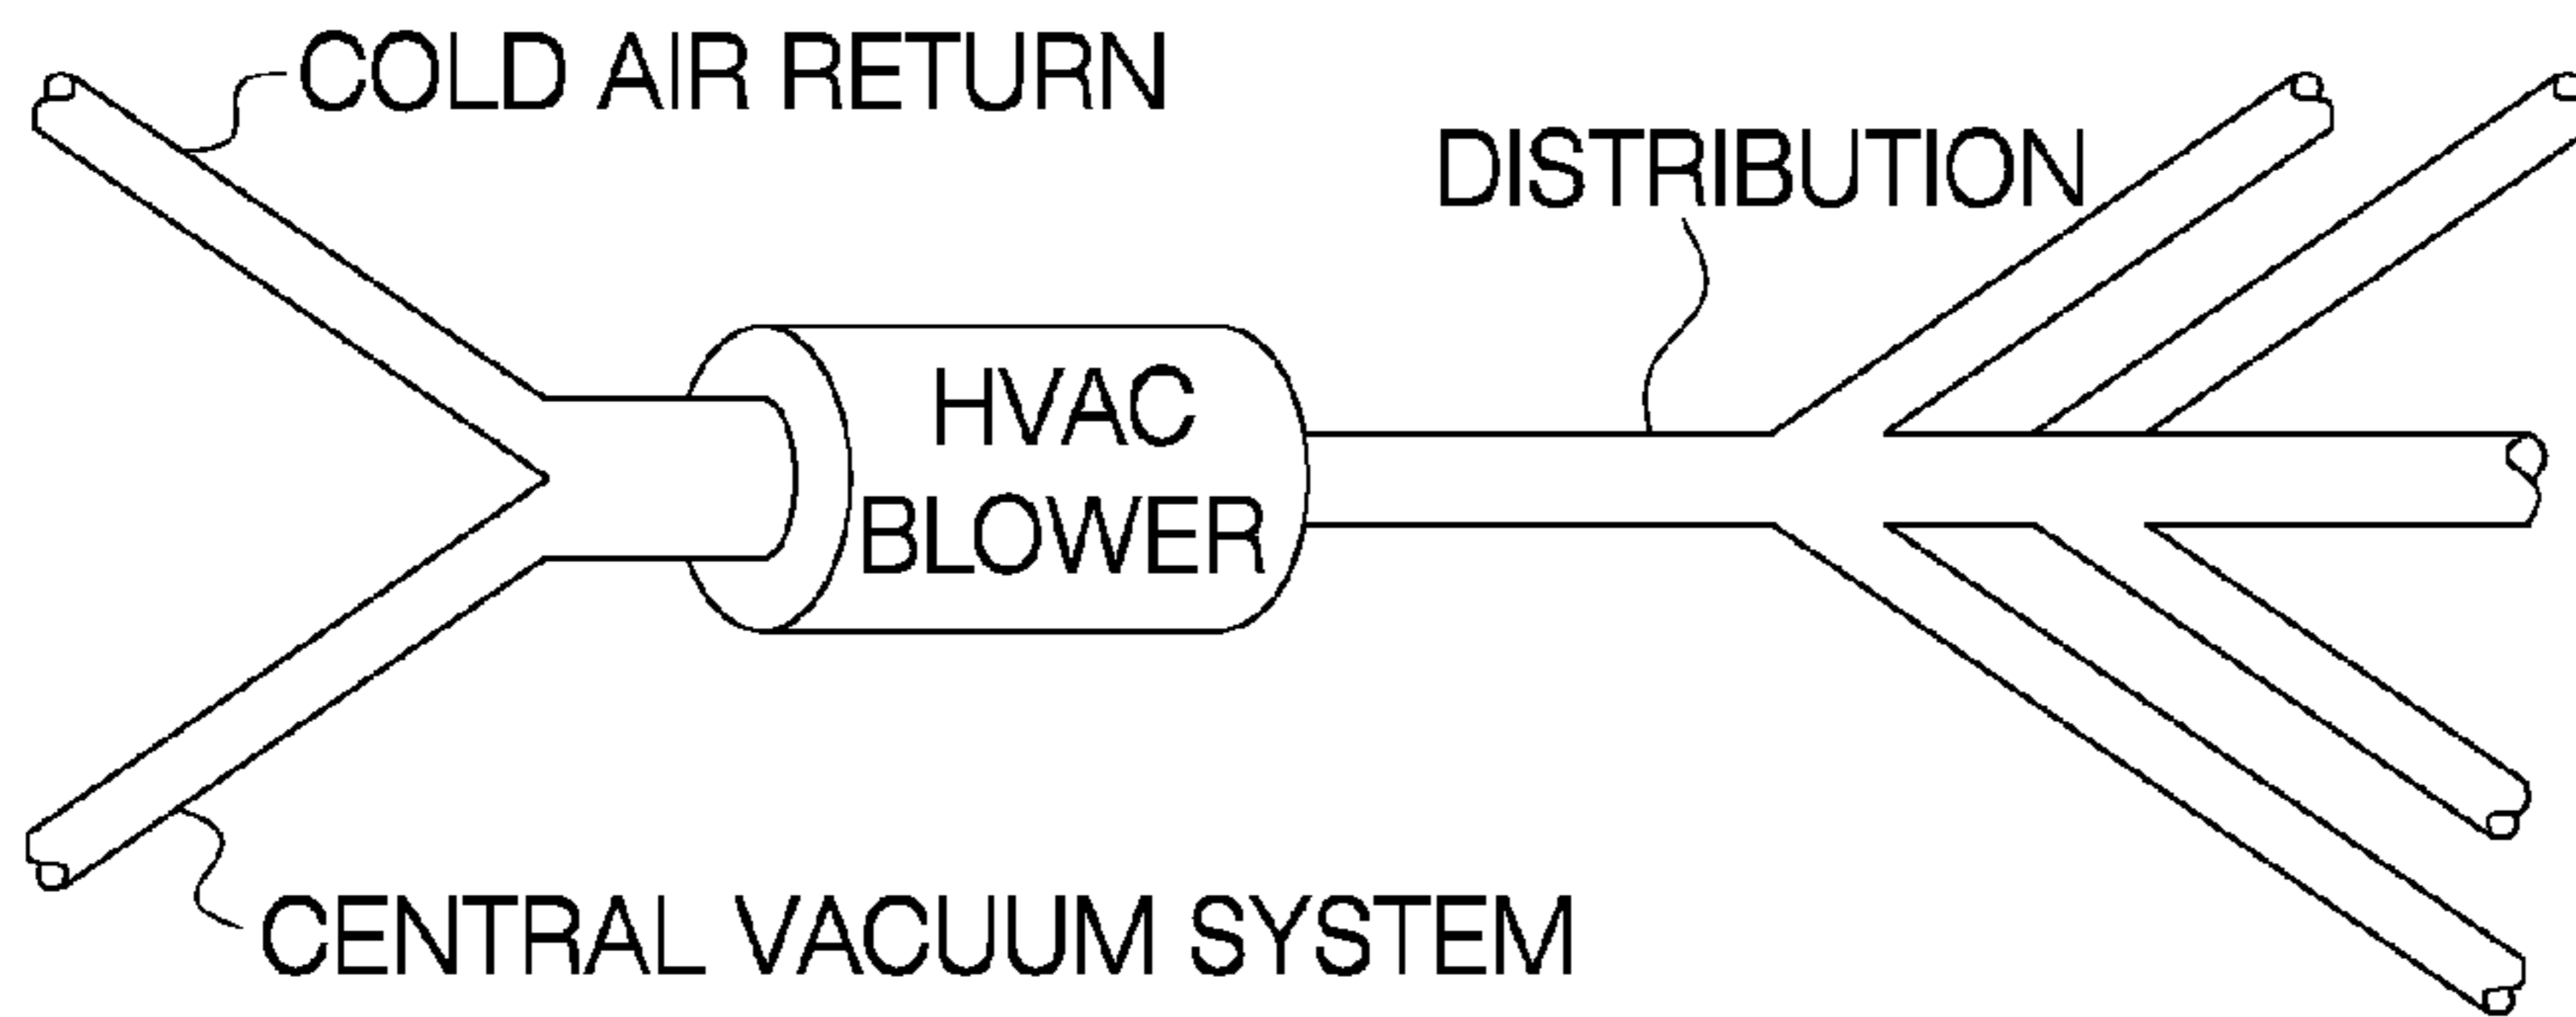 COLD AIR RETURN
DISTRIBUTION
HVAC
BLOWER
CENTRAL VACUUM SYSTEM